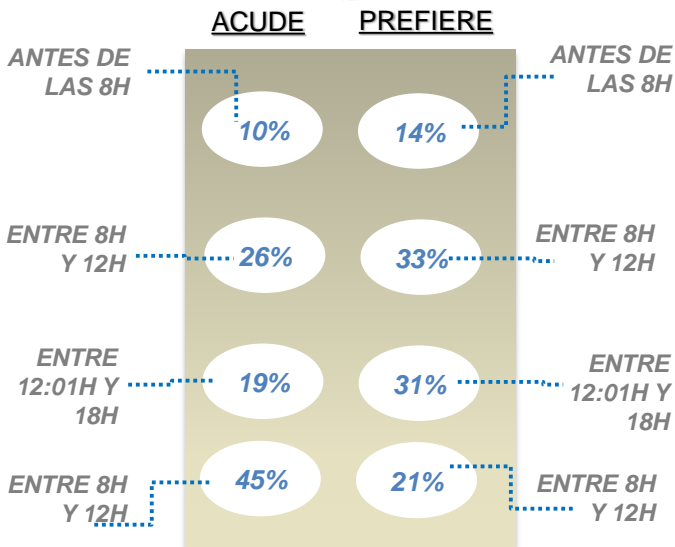 ACUDE PREFIERE
ANTES DE
LAS 8H
10%
14%
ANTES DE
LAS 8H
ENTRE 8H
Y 12H
26%
33%
ENTRE 8H
Y 12H
ENTRE
12:01H Y
18H
19%
31%
ENTRE
12:01H Y
18H
ENTRE 8H
Y 12H
45%
21%
ENTRE 8H
Y 12H